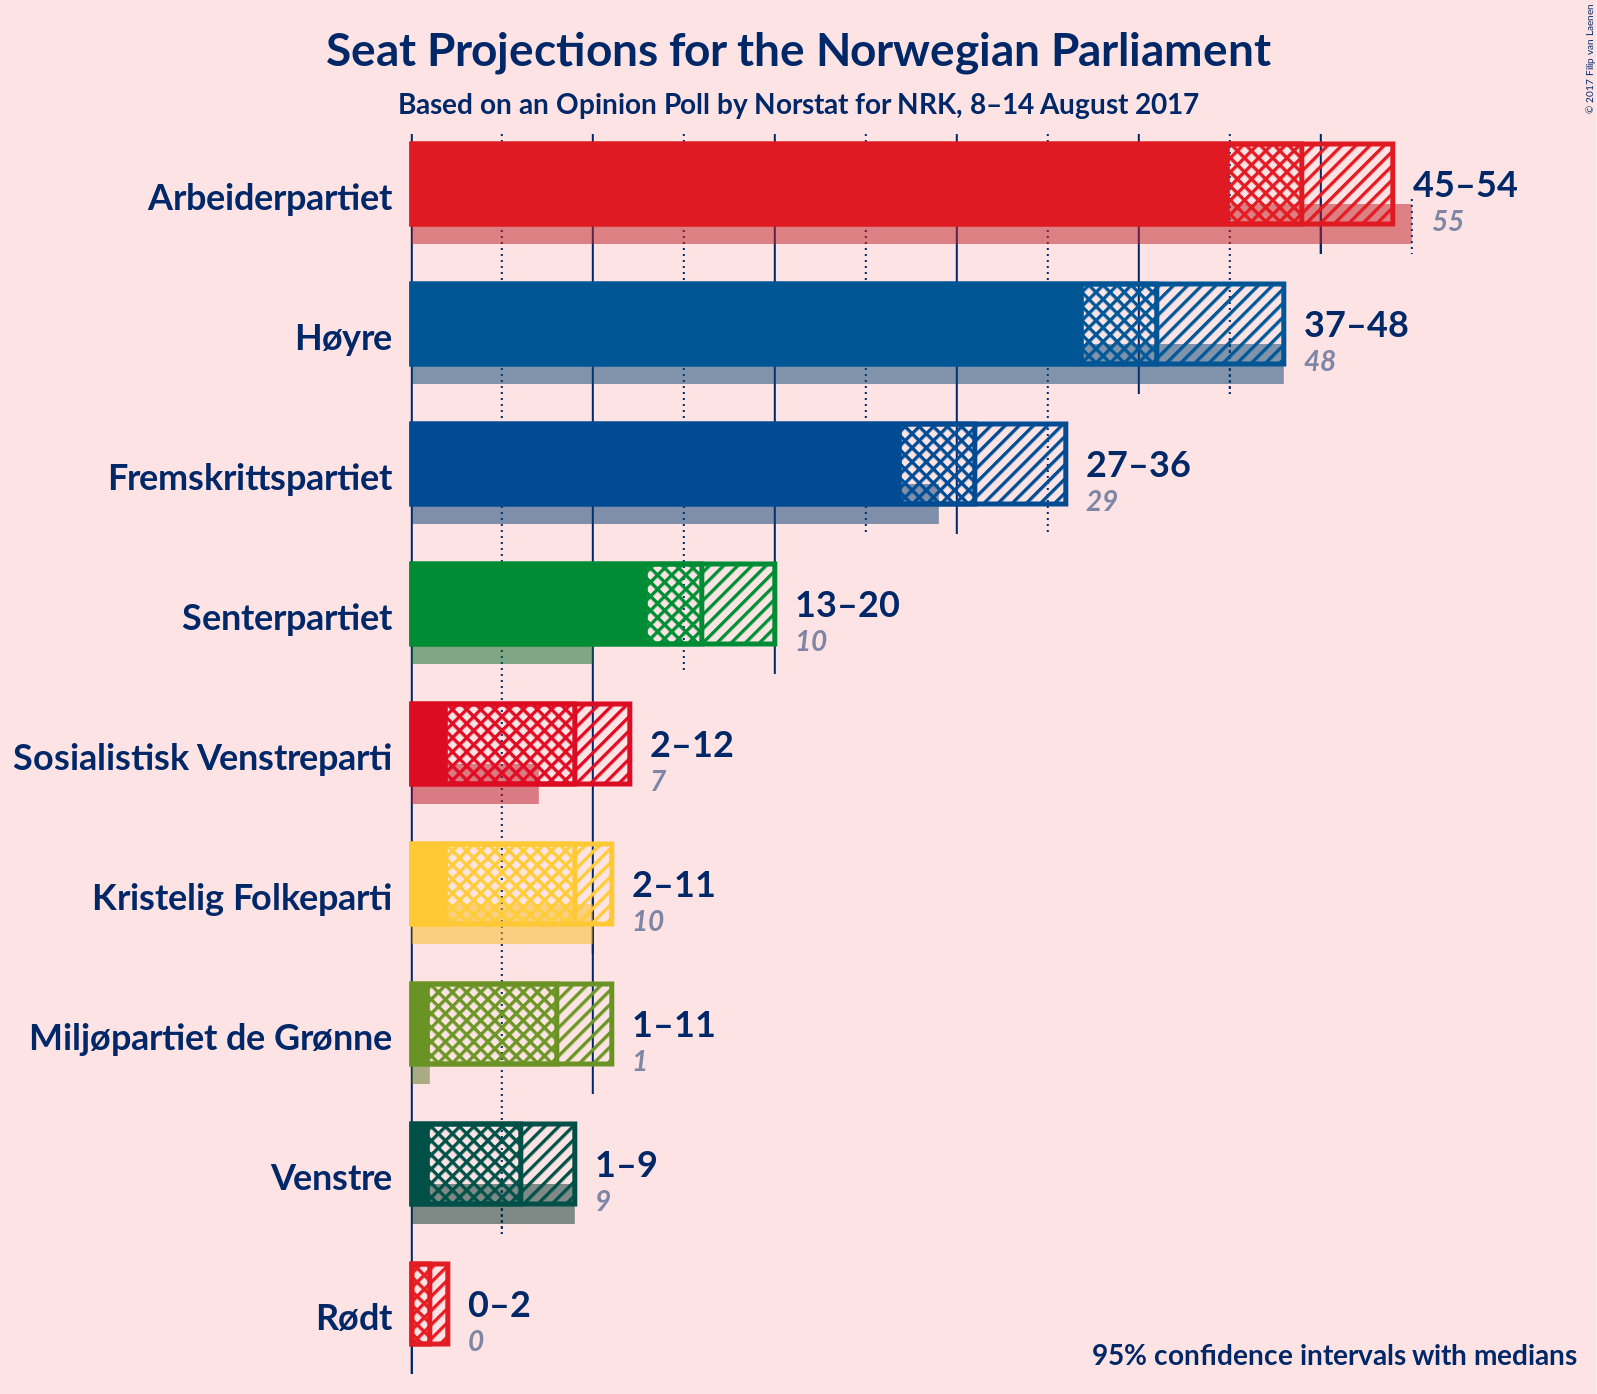 Seat Projections for the Norwegian Parliament
Based on an Opinion Poll by Norstat for NRK, 8–14 August 2017
© 2017 Filip van Laenen
Arbeiderpartiet
45–54
55
Høyre
37–48
48
Fremskrittspartiet
27–36
29
Senterpartiet
13–20
10
Sosialistisk Venstreparti
2–12
7
Kristelig Folkeparti
2–11
10
Miljøpartiet de Grønne
1–11
1
Venstre
1–9
9
Rødt
0–2
0
95% confidence intervals with medians